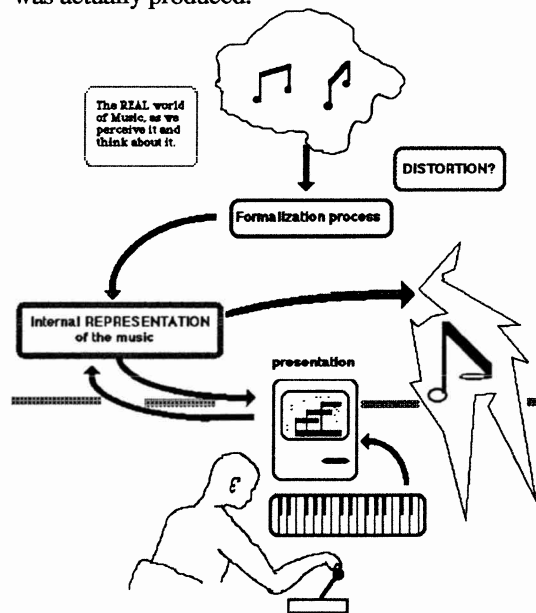 was actually produced.
The REAL world
of Music, as we
perceive it and
think about it.
DISTORTION?
Formalization process
Internal REPRESENTATION
of the music
presentation